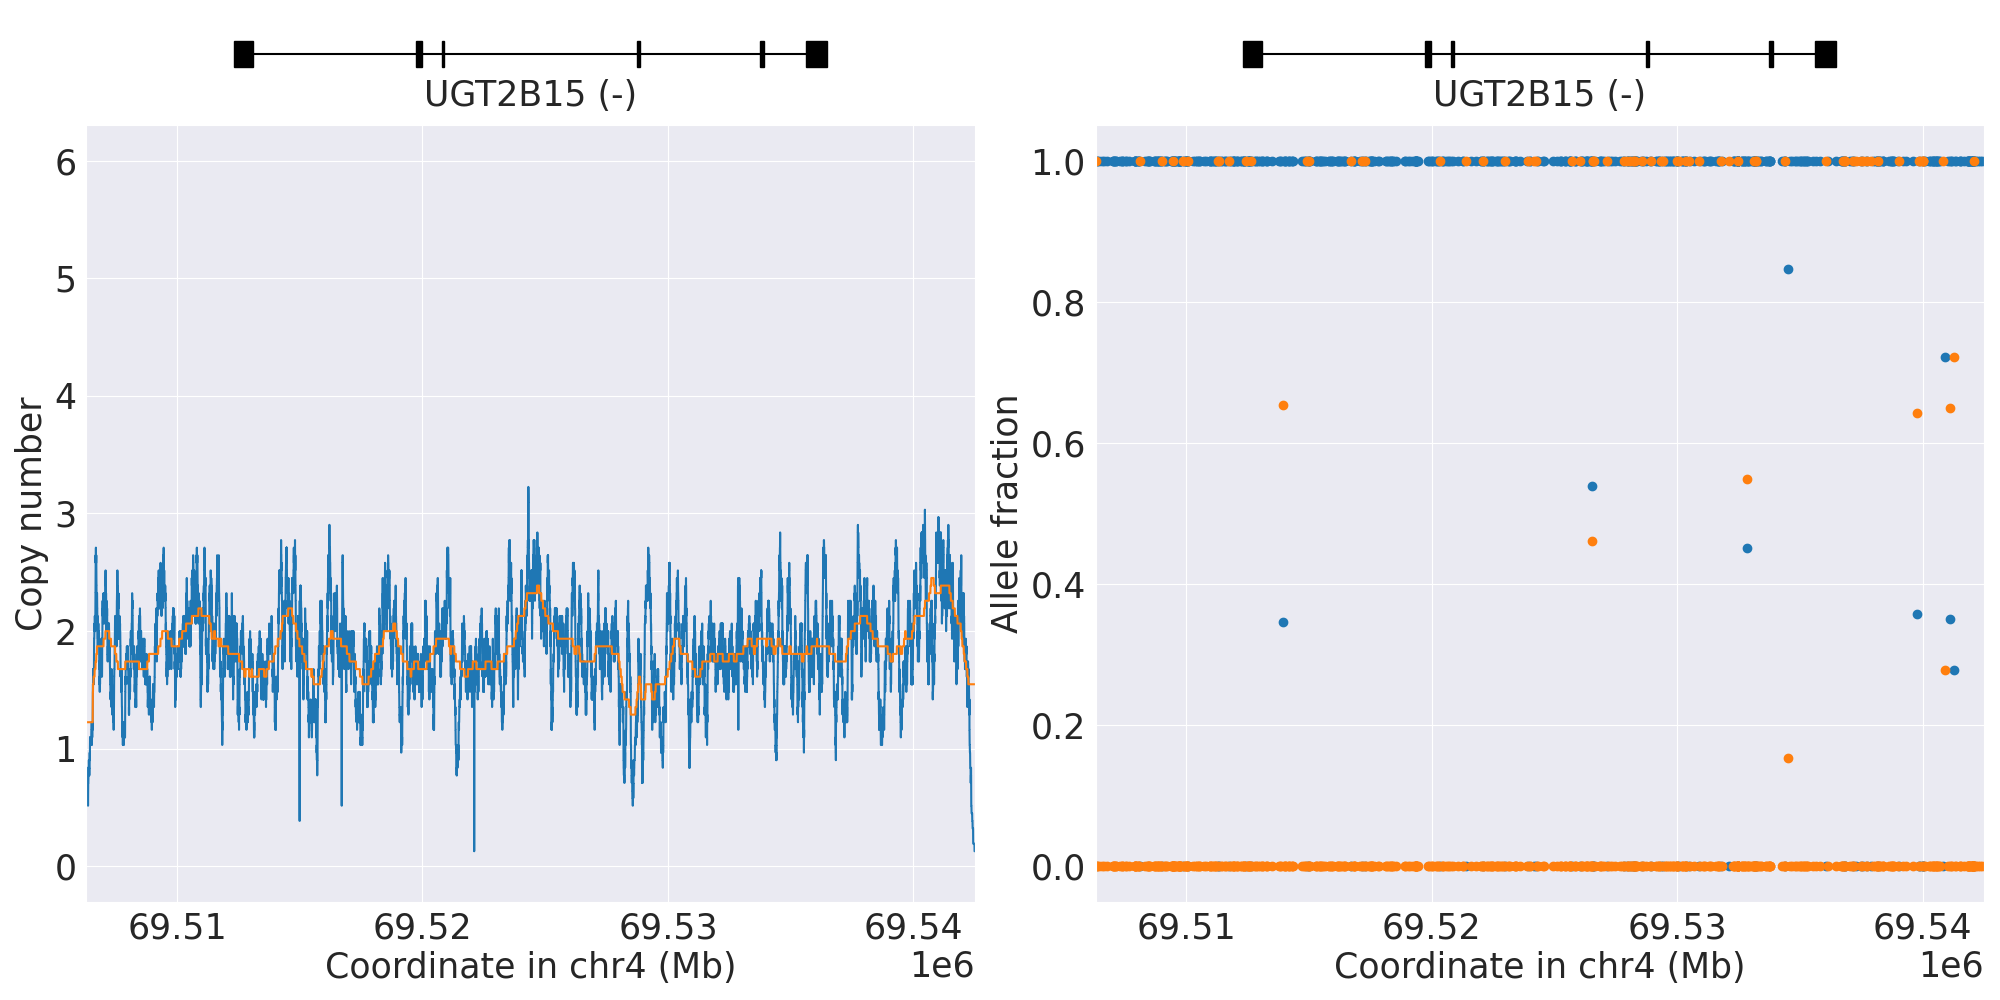 UGT2B15 (-)
6
5
4
3
2
1
0
Copy number
69.51 69.52 69.53 69.54
Coordinate in chr4 (Mb)
1e6
UGT2B15 (-)
1.0
0.8
0.6
0.4
0.2
0.0
Allele fraction
69.51 69.52 69.53 69.54
Coordinate in chr4 (Mb)
1e6